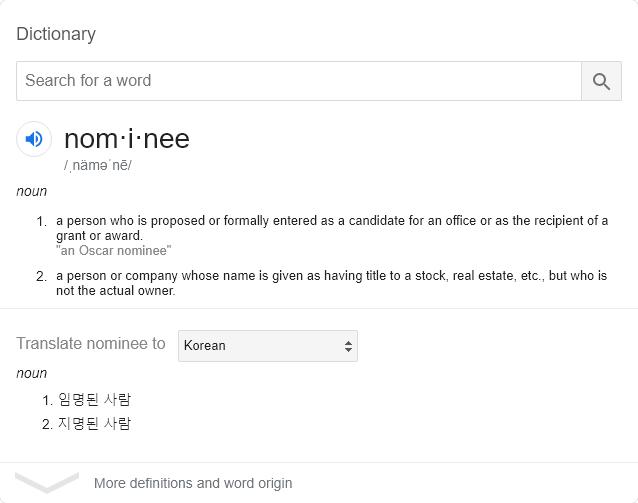 Dictionary
Search for a word
nom·i·nee
/ˌnäməˈnē/
noun
1. a person who is proposed or formally entered as a candidate for an office or as the recipient of a
grant or award.
"an Oscar nominee"
2. a person or company whose name is given as having title to a stock, real estate, etc., but who is
not the actual owner.
Translate nominee to Korean
noun
1. 임명된 사람
2. 지명된 사람
More definitions and word origin